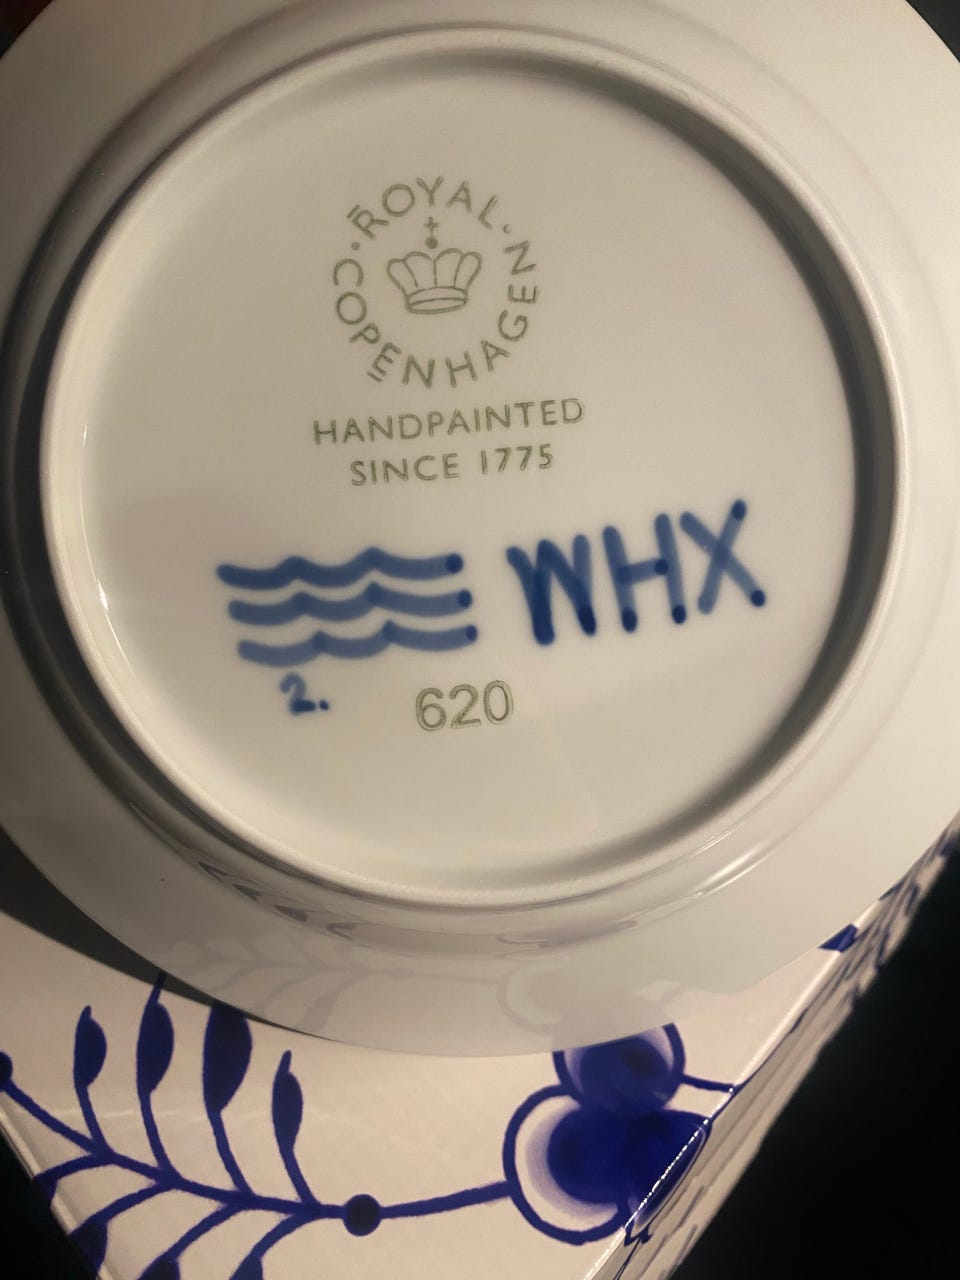 ·ROYAL·
COPENHAGEN
HANDPAINTED
SINCE 1775
WHX
2.
620